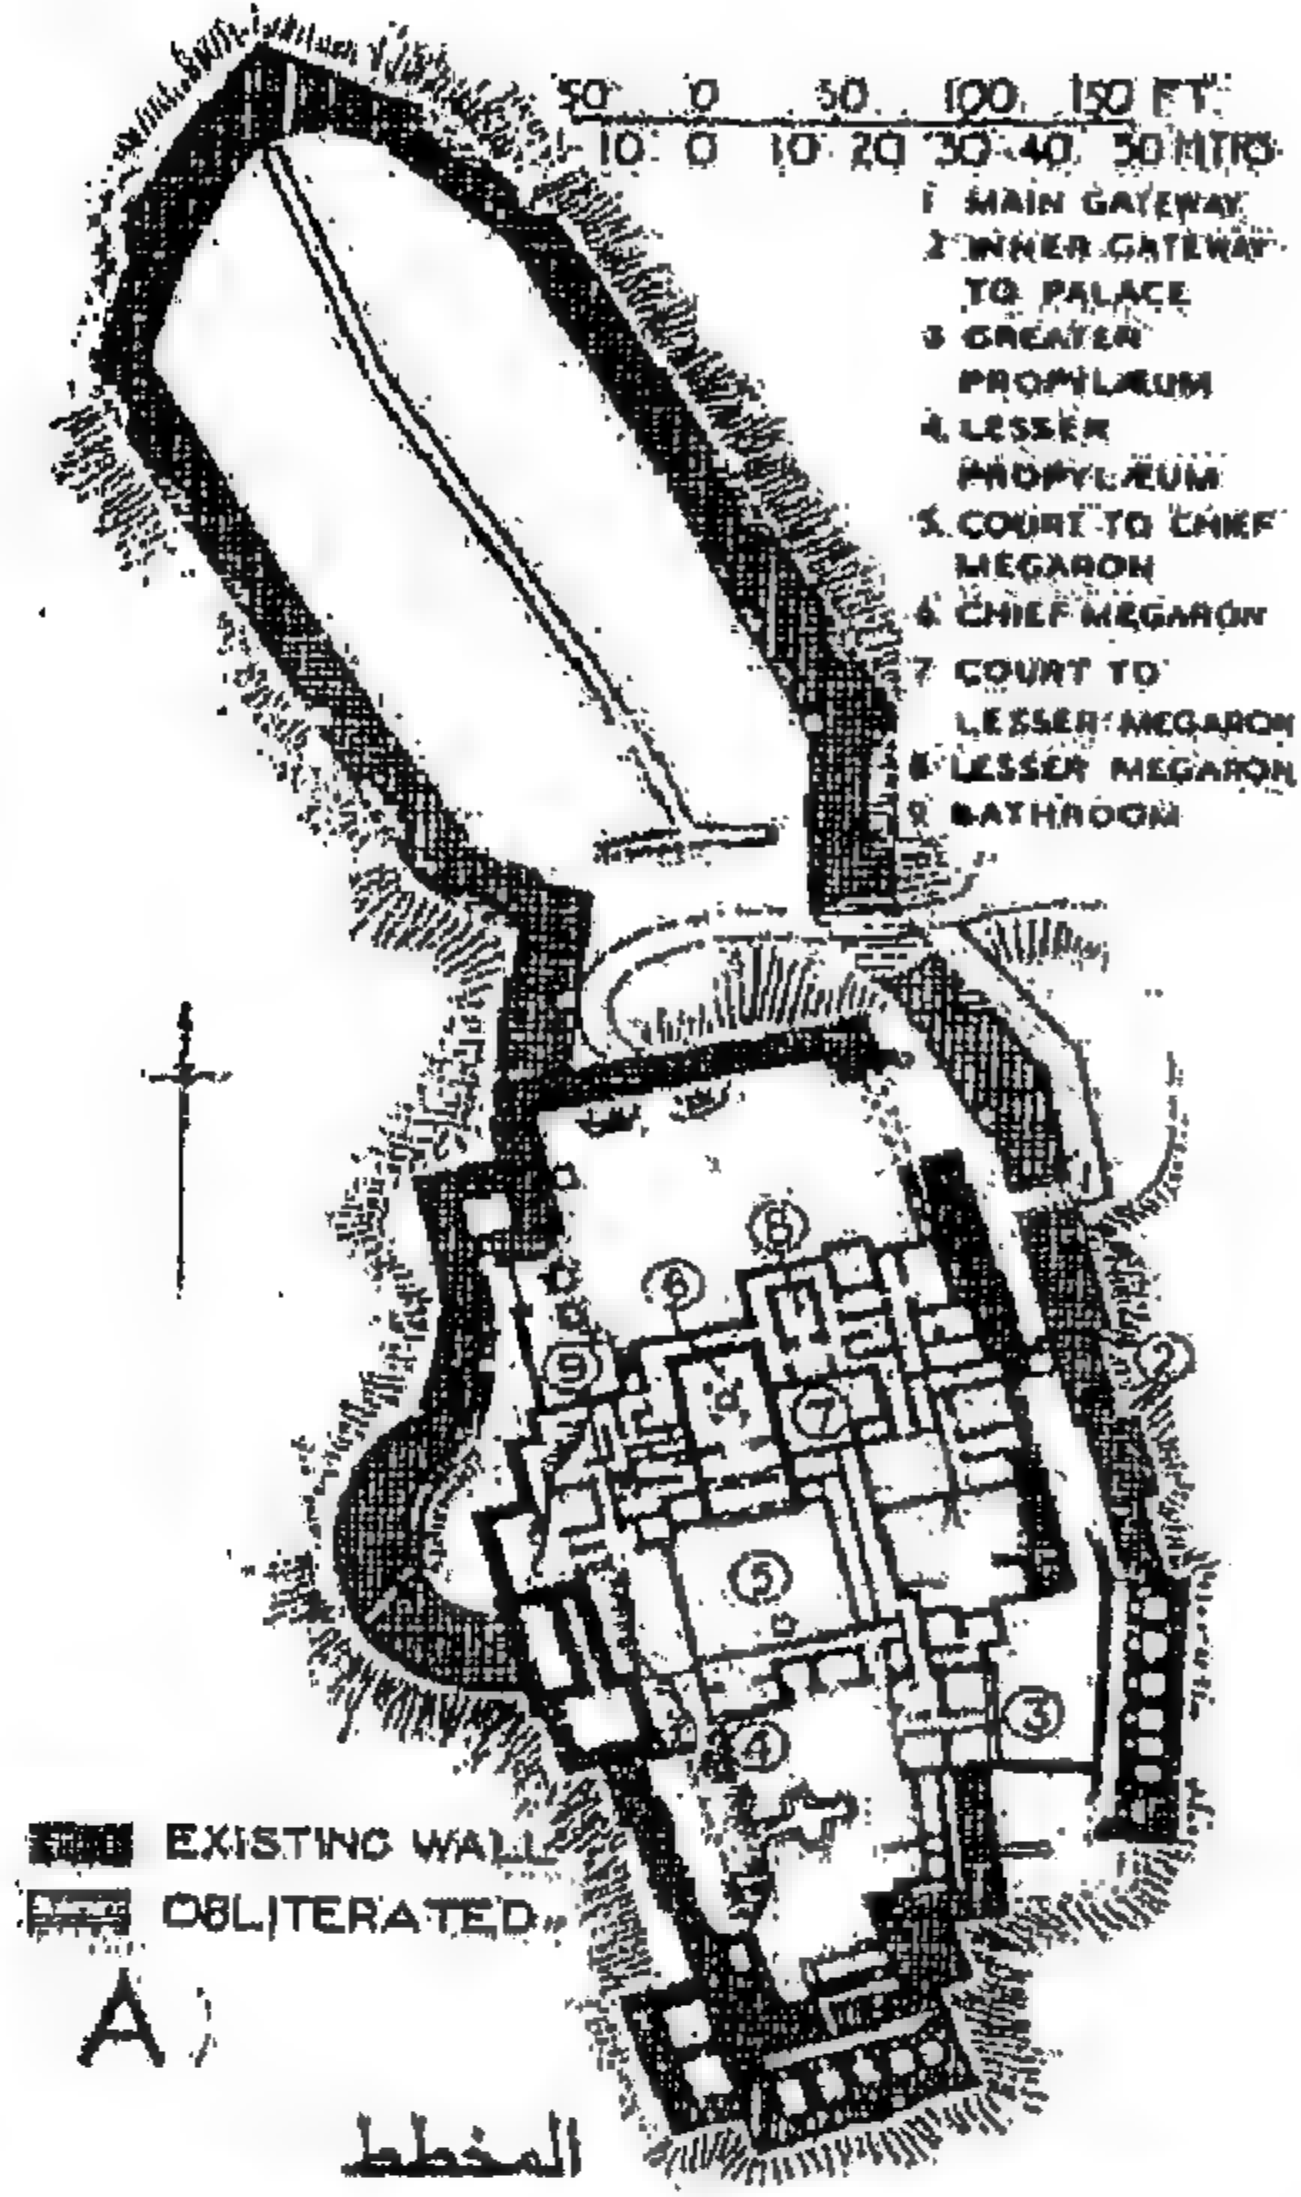 50 0 50 100 150 FT
10 0 10 20 30 40 50 MTRS
1 MAIN GATEWAY
2 INNER GATEWAY
TO PALACE
3 GREATER
PROPYLÆUM
4 LESSER
PROPYLÆUM
5 COURT TO CHIEF
MEGARON
6 CHIEF MEGARON
7 COURT TO
LESSER MEGARON
8 LESSER MEGARON
9 BATHROOM
8
6
2
9
7
5
3
4
EXISTING WALL
OBLITERATED
A)
المخطط